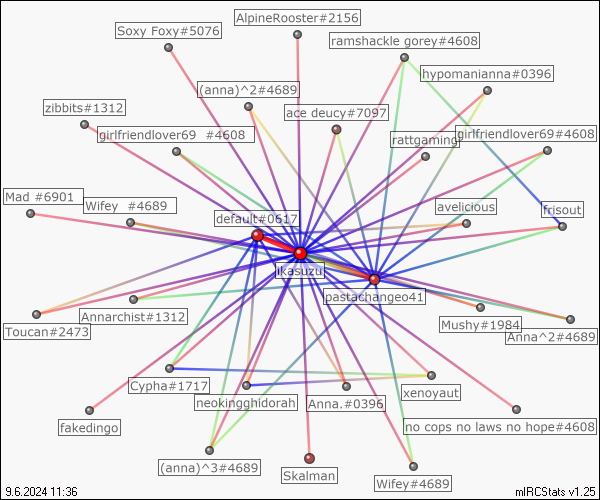 AlpineRooster#2156
Soxy Foxy#5076
ramshackle gorey#4608
hypomanianna#0396
(anna)^2#4689
zibbits#1312
ace deucy#7097
girlfriendlover69 #4608
rattgaming
girlfriendlover69#4608
Mad #6901
Wifey #4689
default#0617
avelicious
frisout
ikasuzu
pastachangeo41
Annarchist#1312
Toucan#2473
Mushy#1984
Anna^2#4689
Cypha#1717
neokingghidorah
Anna.#0396
xenoyaut
fakedingo
no cops no laws no hope#4608
(anna)^3#4689
Skalman
Wifey#4689
9.6.2024 11:36
mIRCStats v1.25